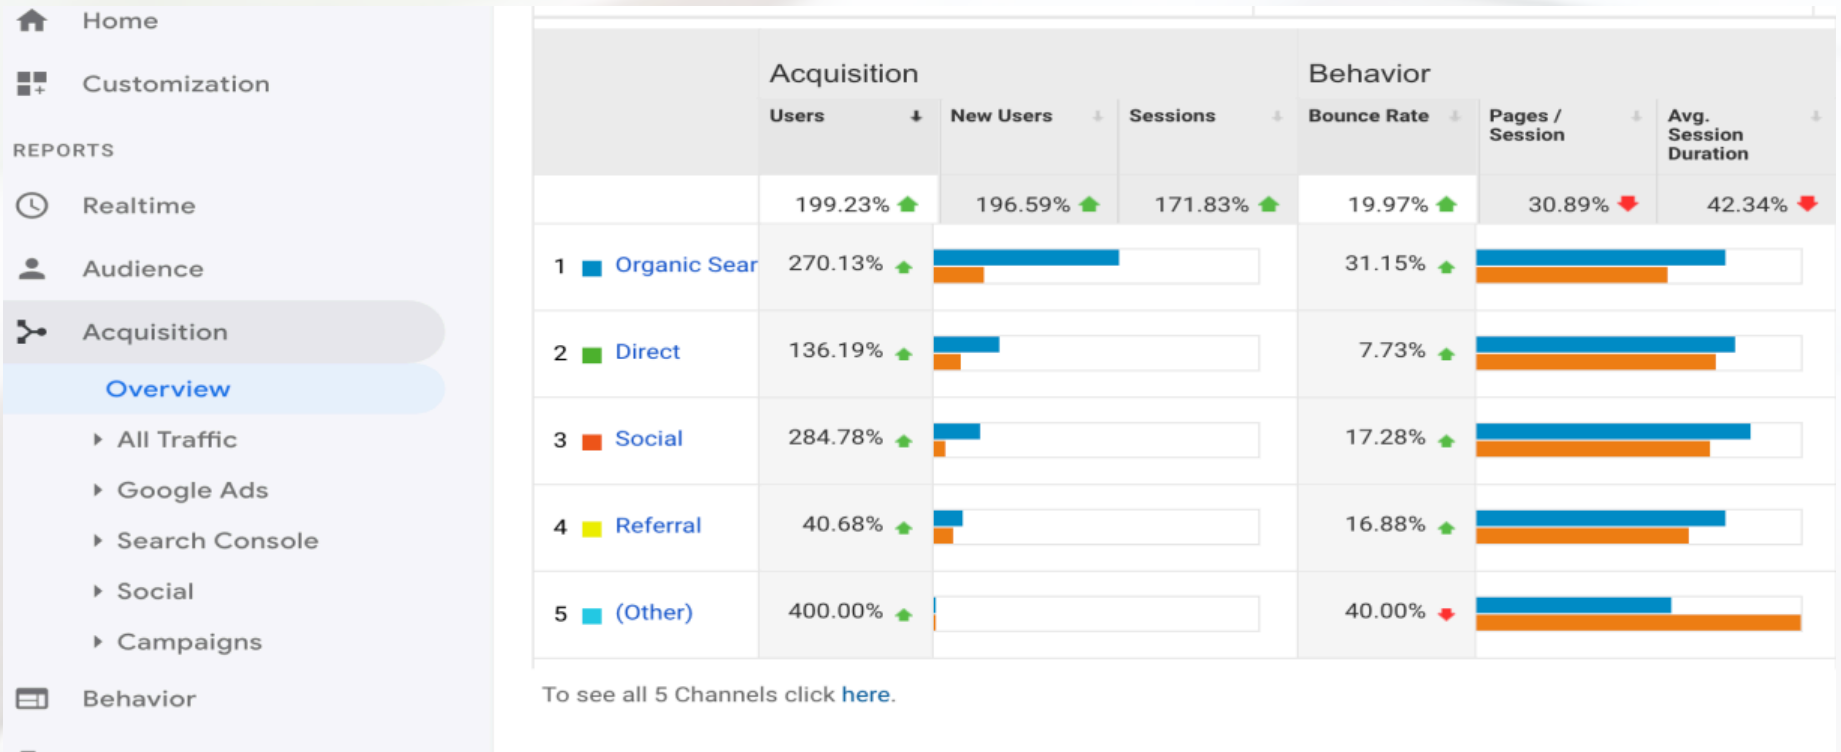 Home
Customization
REPORTS
Realtime
Audience
Acquisition
Overview
All Traffic
Google Ads
Search Console
Social
Campaigns
Behavior
Acquisition Behavior
Users New Users Sessions Bounce Rate Pages / Session Avg. Session Duration
199.23% 196.59% 171.83% 19.97% 30.89% 42.34%
1 Organic Sear 270.13% 31.15%
2 Direct 136.19% 7.73%
3 Social 284.78% 17.28%
4 Referral 40.68% 16.88%
5 (Other) 400.00% 40.00%
To see all 5 Channels click here.